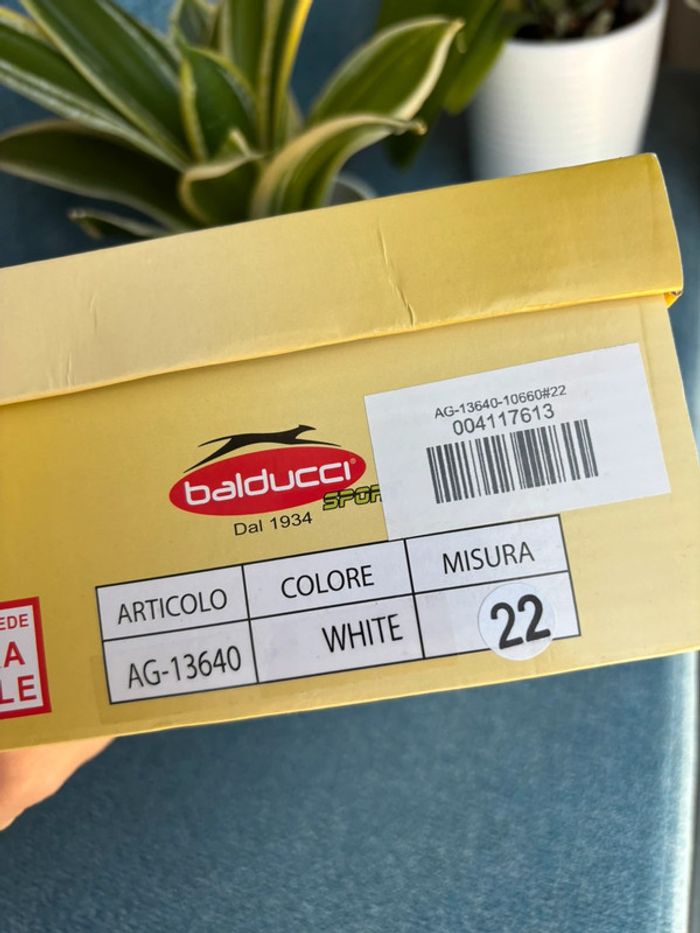 AG-13640-10660#22
004117613
balducci®
Dal 1934
ARTICOLO COLORE MISURA
AG-13640 WHITE 22